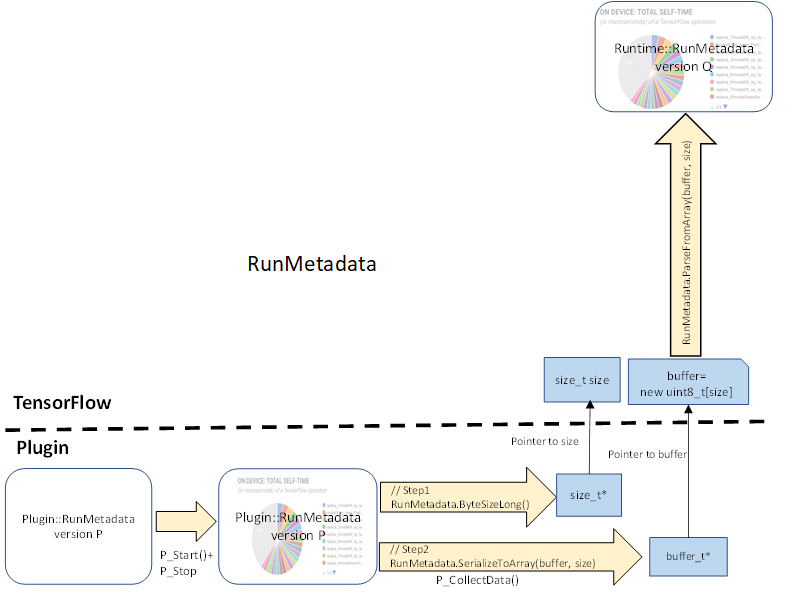 ON DEVICE: TOTAL SELF-TIME
(in microseconds) of a TensorFlow operation
Runtime::RunMetadata
version Q
RunMetadata.ParseFromArray(buffer, size)
RunMetadata
size_t size
buffer=
new uint8_t[size]
TensorFlow
Plugin
Pointer to size
Pointer to buffer
Plugin::RunMetadata
version P
P_Start()+
P_Stop
ON DEVICE: TOTAL SELF-TIME
(in microseconds) of a TensorFlow operation
Plugin::RunMetadata
version P
// Step1
RunMetadata.ByteSizeLong()
size_t*
// Step2
RunMetadata.SerializeToArray(buffer, size)
P_CollectData()
buffer_t*